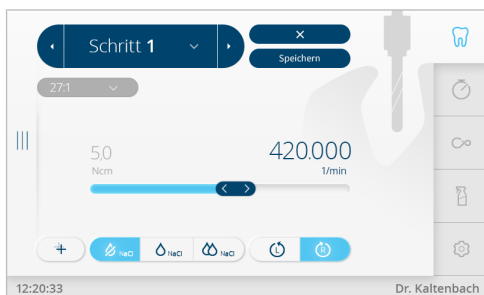 Schritt 1
×
Speichern
27:1
5,0
Ncm
420.000
1/min
NaCl
NaCl
NaCl
L
R
12:20:33
Dr. Kaltenbach